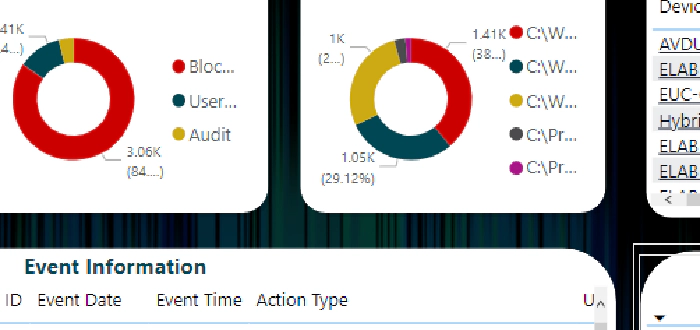 41K
4...)
Bloc...
User...
Audit
3.06K
(84....)
1K
(2...)
1.41K
(38...)
C:\W...
C:\W...
C:\W...
C:\Pr...
C:\Pr...
1.05K
(29.12%)
Devic
AVDU
ELAB
EUC-
Hybri
ELAB
ELAB
Event Information
ID Event Date Event Time Action Type U